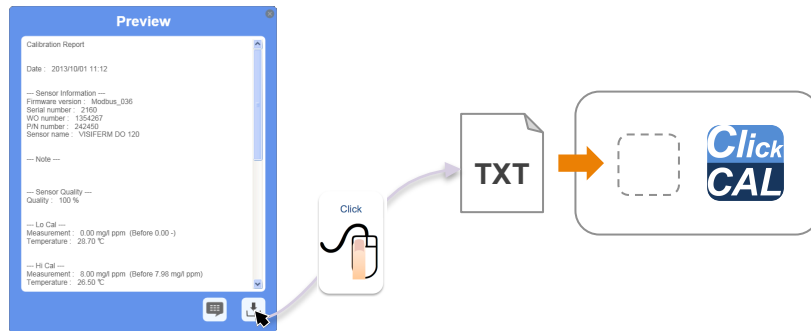 Preview
Calibration Report
Date : 2013/10/01 11:12
--- Sensor Information ---
Firmware version : Modbus_036
Serial number : 2160
WO number : 1354267
P/N number : 242450
Sensor name : VISIFERM DO 120
--- Note ---
--- Sensor Quality ---
Quality : 100 %
--- Lo Cal ---
Measurement : 0.00 mg/l ppm (Before 0.00 -)
Temperature : 28.70 ℃
--- Hi Cal ---
Measurement : 8.00 mg/l ppm (Before 7.98 mg/l ppm)
Temperature : 26.50 ℃
Click
TXT
Click
CAL